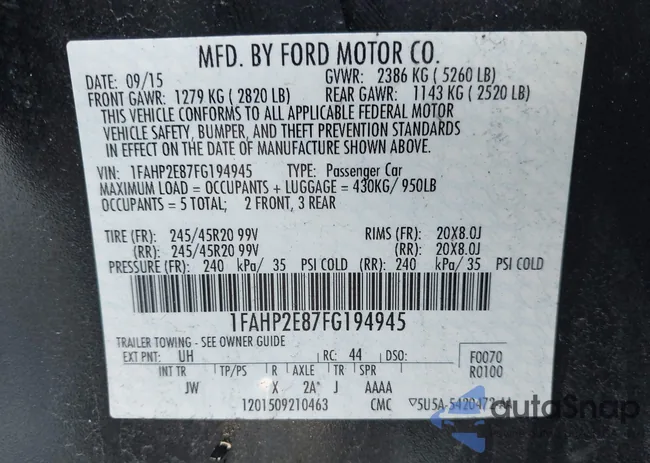 MFD. BY FORD MOTOR CO.
DATE: 09/15 GVWR: 2386 KG (5260 LB)
FRONT GAWR: 1279 KG (2820 LB) REAR GAWR: 1143 KG (2520 LB)
THIS VEHICLE CONFORMS TO ALL APPLICABLE FEDERAL MOTOR
VEHICLE SAFETY, BUMPER, AND THEFT PREVENTION STANDARDS
IN EFFECT ON THE DATE OF MANUFACTURE SHOWN ABOVE.
VIN: 1FAHP2E87FG194945 TYPE: Passenger Car
MAXIMUM LOAD = OCCUPANTS + LUGGAGE = 430KG/ 950LB
OCCUPANTS = 5 TOTAL; 2 FRONT, 3 REAR
TIRE (FR): 245/45R20 99V RIMS (FR): 20X8.0J
(RR): 245/45R20 99V (RR): 20X8.0J
PRESSURE (FR): 240 kPa/ 35 PSI COLD (RR): 240 kPa/ 35 PSI COLD
1FAHP2E87FG194945
TRAILER TOWING - SEE OWNER GUIDE
EXT PNT: UH RC: 44 DSO: F0070
INT TR TP/PS R AXLE TR SPR R0100
JW X 2A* J AAAA
1201509210463 CMC 5U5A-5420472-AA
autoSnap